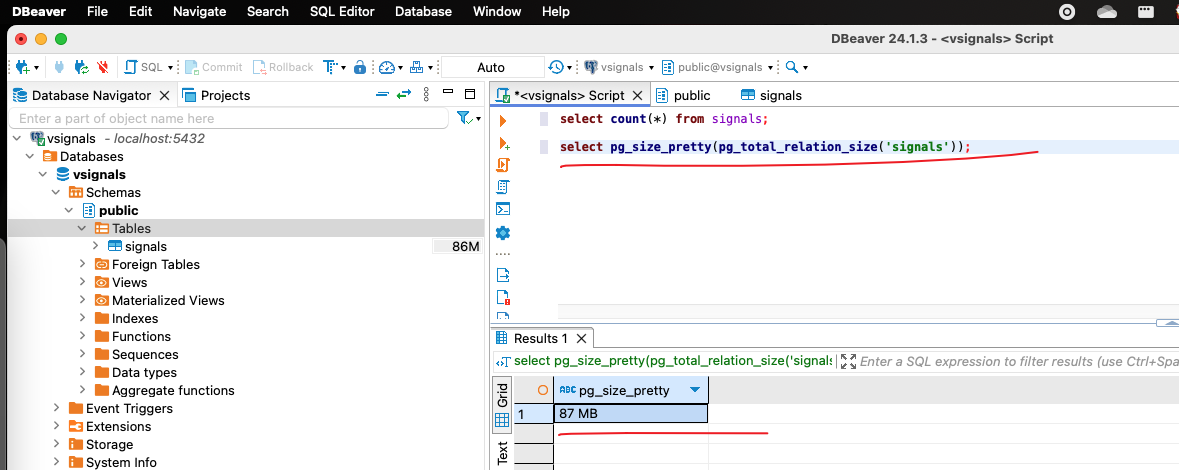 DBeaver File Edit Navigate Search SQL Editor Database Window Help
DBeaver 24.1.3 - <vsignals> Script
SQL Commit Rollback Auto vsignals public@vsignals
Database Navigator Projects
Enter a part of object name here
vsignals - localhost:5432
Databases
vsignals
Schemas
public
Tables
signals 86M
Foreign Tables
Views
Materialized Views
Indexes
Functions
Sequences
Data types
Aggregate functions
Event Triggers
Extensions
Storage
System Info
*<vsignals> Script public signals
select count(*) from signals;
select pg_size_pretty(pg_total_relation_size('signals'));
Results 1
select pg_size_pretty(pg_total_relation_size('signals Enter a SQL expression to filter results (use Ctrl+Spa
Grid
Text
ABC pg_size_pretty
1 87 MB